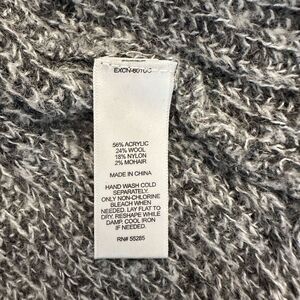 56% ACRYLIC
24% WOOL
18% NYLON
2% MOHAIR
MADE IN CHINA
HAND WASH COLD
SEPARATELY.
ONLY NON-CHLORINE
BLEACH WHEN
NEEDED. LAY FLAT TO
DRY. RESHAPE WHILE
DAMP. COOL IRON
IF NEEDED.
RN# 55285